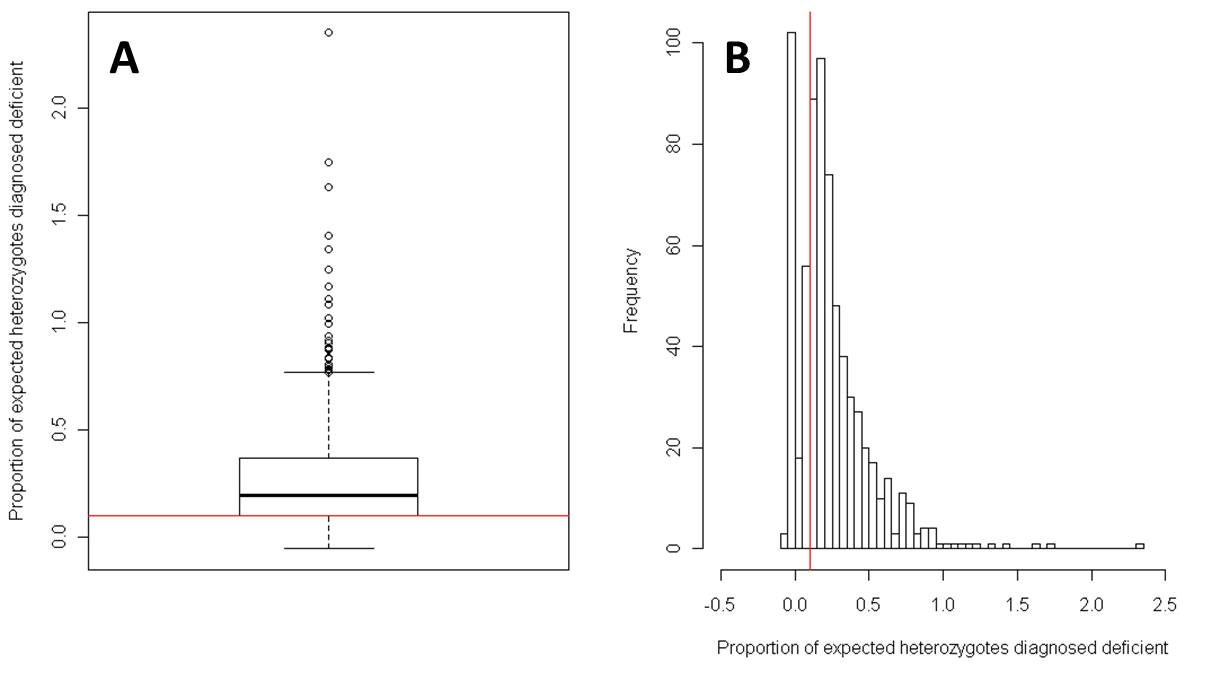 A
Proportion of expected heterozygotes diagnosed deficient
2.0
1.5
1.0
0.5
0.0
B
Frequency
100
80
60
40
20
0
-0.5 0.0 0.5 1.0 1.5 2.0 2.5
Proportion of expected heterozygotes diagnosed deficient